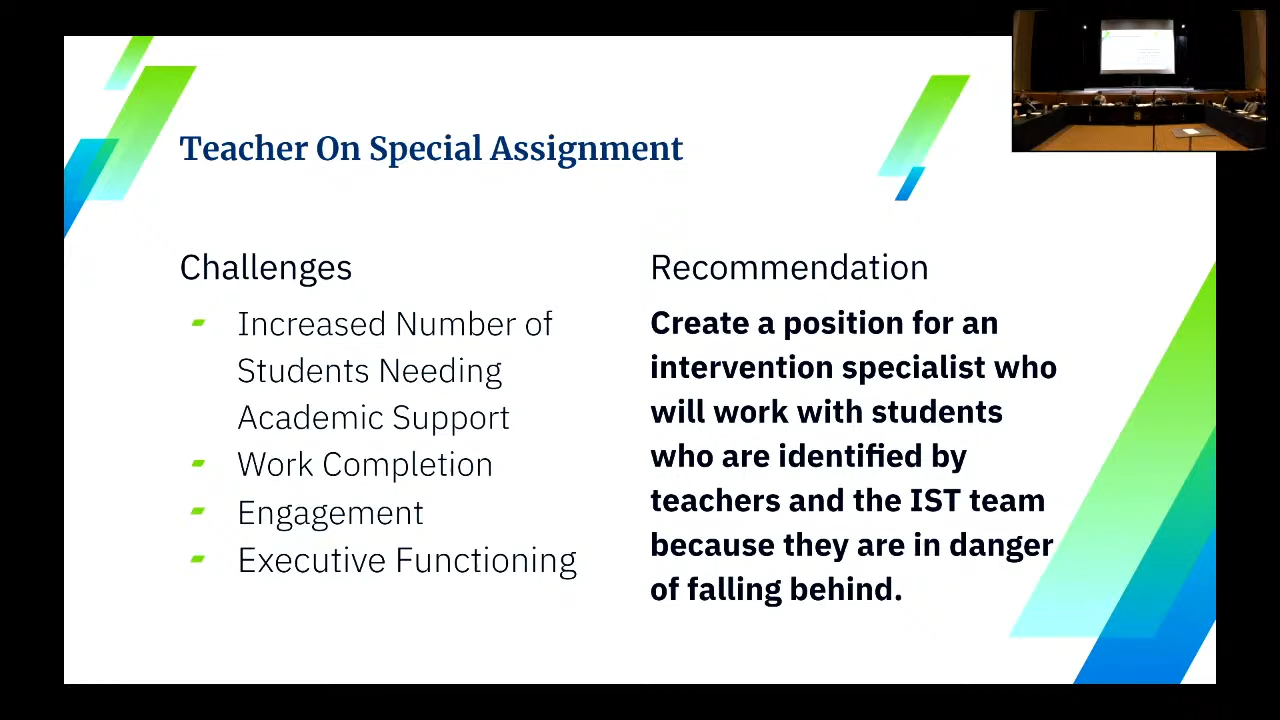 Teacher On Special Assignment
Challenges
Increased Number of
Students Needing
Academic Support
Work Completion
Engagement
Executive Functioning
Recommendation
Create a position for an
intervention specialist who
will work with students
who are identified by
teachers and the IST team
because they are in danger
of falling behind.